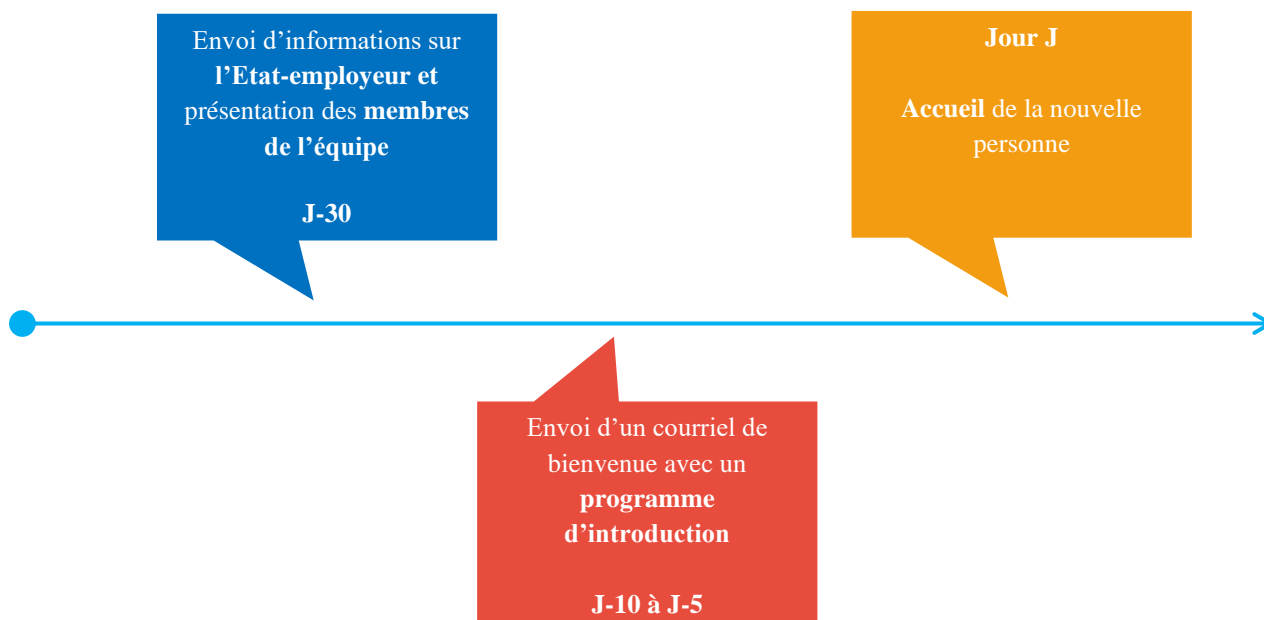 Envoi d’informations sur
l’Etat-employeur et
présentation des membres
de l’équipe
J-30
Jour J
Accueil de la nouvelle
personne
Envoi d’un courriel de
bienvenue avec un
programme
d’introduction
J-10 à J-5